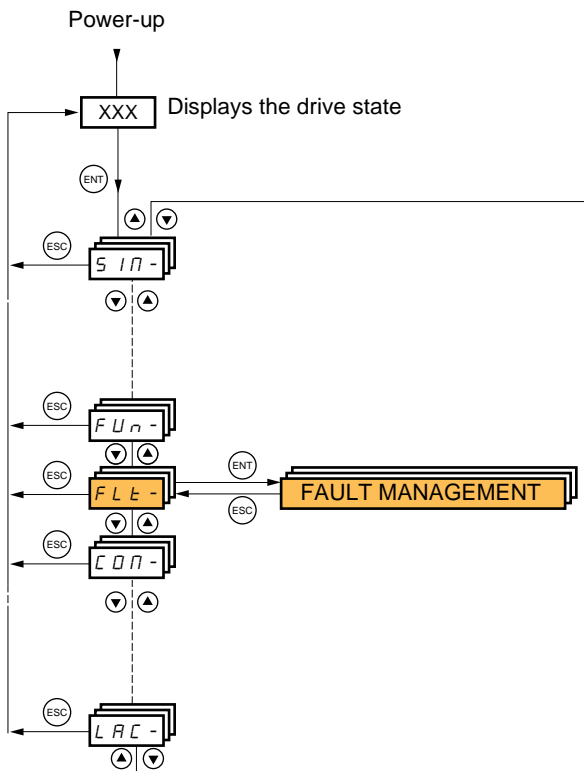 Power-up
XXX Displays the drive state
ENT
ESC
SIM-
ESC
FUn-
ESC
FLt-
ENT
ESC
FAULT MANAGEMENT
ESC
COM-
ESC
LAC-